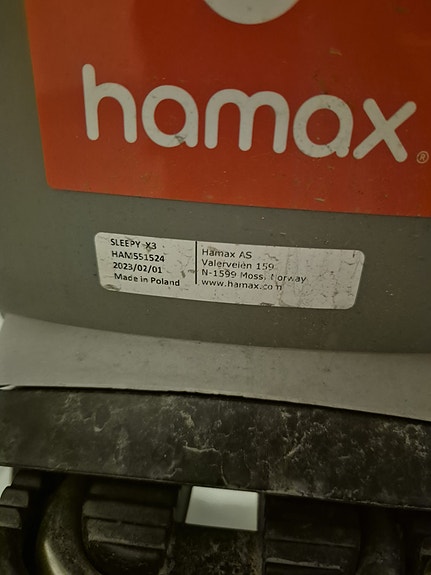 hamax®
SLEEPY X3
HAM551524
2023/02/01
Made in Poland
Hamax AS
Valerveien 159
N-1599 Moss, Norway
www.hamax.com